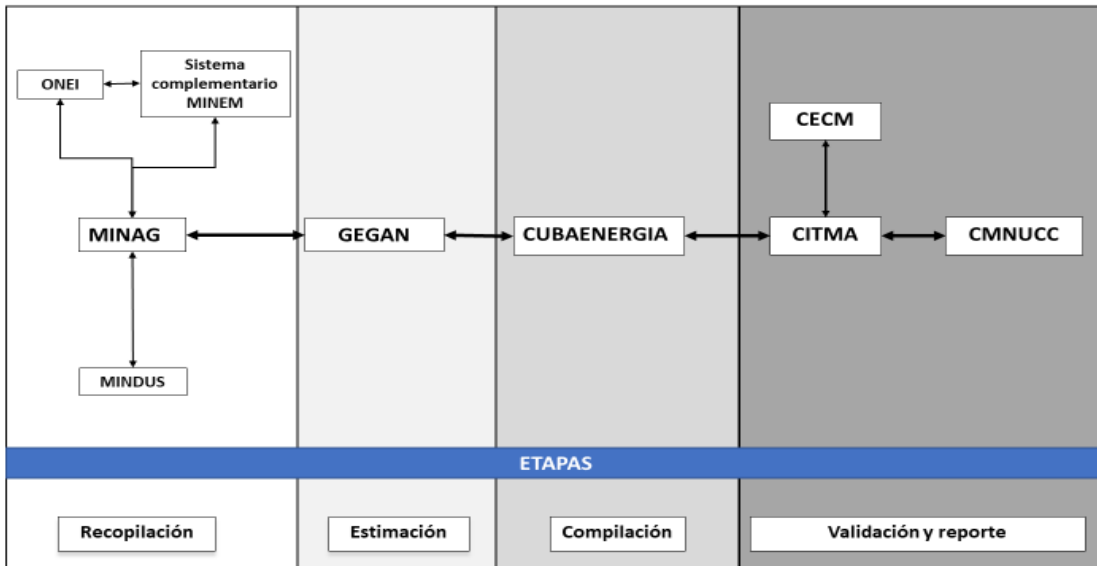 ONEI
Sistema
complementario
MINEM
CECM
MINAG
GEGAN
CUBAENERGIA
CITMA
CMNUCC
MINDUS
ETAPAS
Recopilación
Estimación
Compilación
Validación y reporte